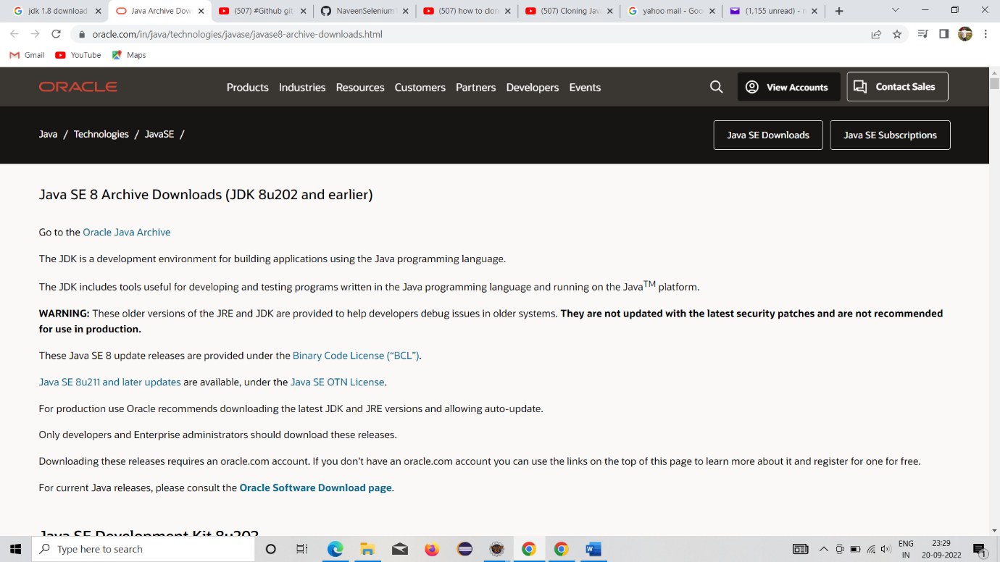 jdk 1.8 download
Java Archive Dow
(507) #Github git
NaveenSelenium
(507) how to clon
(507) Cloning Jav
yahoo mail - Goo
(1,155 unread) -
oracle.com/in/java/technologies/javase/javase8-archive-downloads.html
Gmail YouTube Maps
ORACLE
Products Industries Resources Customers Partners Developers Events
View Accounts
Contact Sales
Java / Technologies / JavaSE /
Java SE Downloads
Java SE Subscriptions
Java SE 8 Archive Downloads (JDK 8u202 and earlier)
Go to the Oracle Java Archive
The JDK is a development environment for building applications using the Java programming language.
The JDK includes tools useful for developing and testing programs written in the Java programming language and running on the Java™ platform.
WARNING: These older versions of the JRE and JDK are provided to help developers debug issues in older systems. They are not updated with the latest security patches and are not recommended
for use in production.
These Java SE 8 update releases are provided under the Binary Code License (“BCL”).
Java SE 8u211 and later updates are available, under the Java SE OTN License.
For production use Oracle recommends downloading the latest JDK and JRE versions and allowing auto-update.
Only developers and Enterprise administrators should download these releases.
Downloading these releases requires an oracle.com account. If you don't have an oracle.com account you can use the links on the top of this page to learn more about it and register for one for free.
For current Java releases, please consult the Oracle Software Download page.
Java SE Development Kit 8u202
Type here to search
ENG
IN
23:29
20-09-2022
1